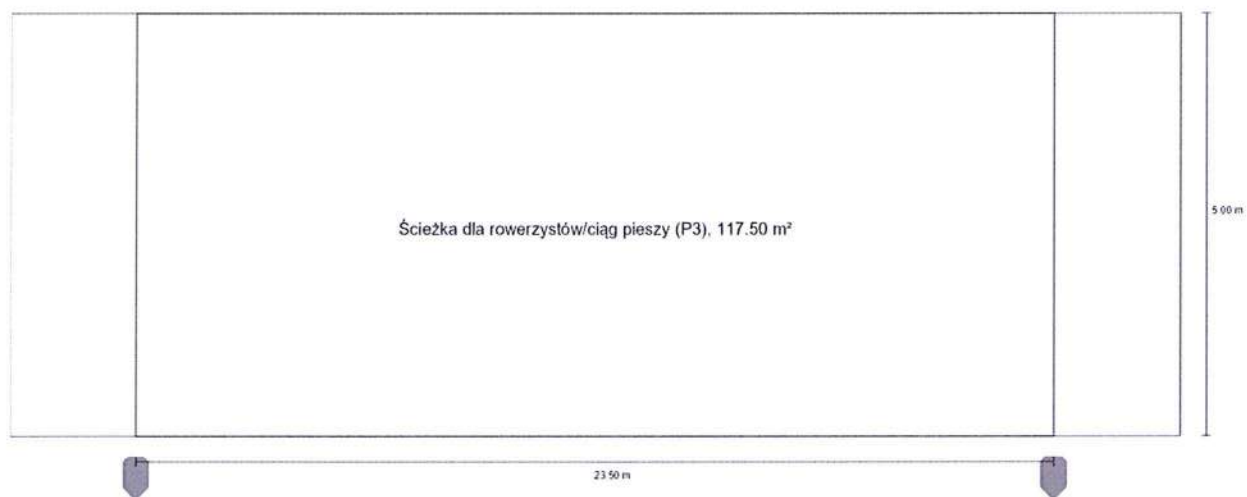 Ścieżka dla rowerzystów/ciąg pieszy (P3), 117.50 m²
5.00 m
23.50 m